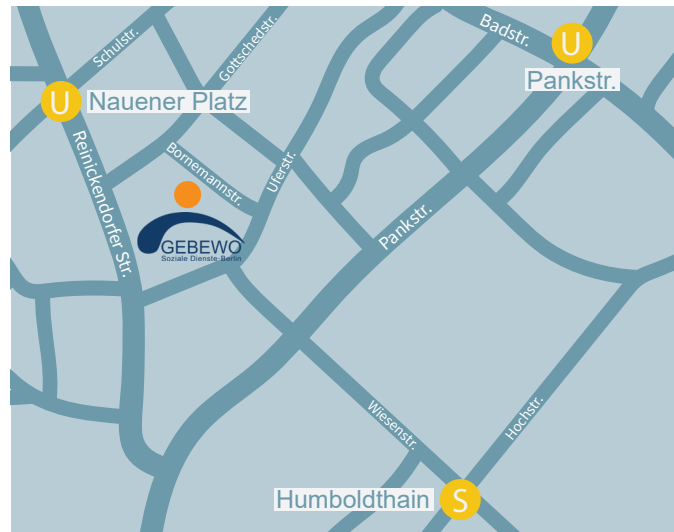 Badstr.
U
Pankstr.
Schulstr.
Gottschedstr.
U
Nauener Platz
Reinickendorfer Str.
Bornemannstr.
Uferstr.
Pankstr.
GEBEWO
Soziale Dienste-Berlin
Wiesenstr.
Hochstr.
Humboldthain
S